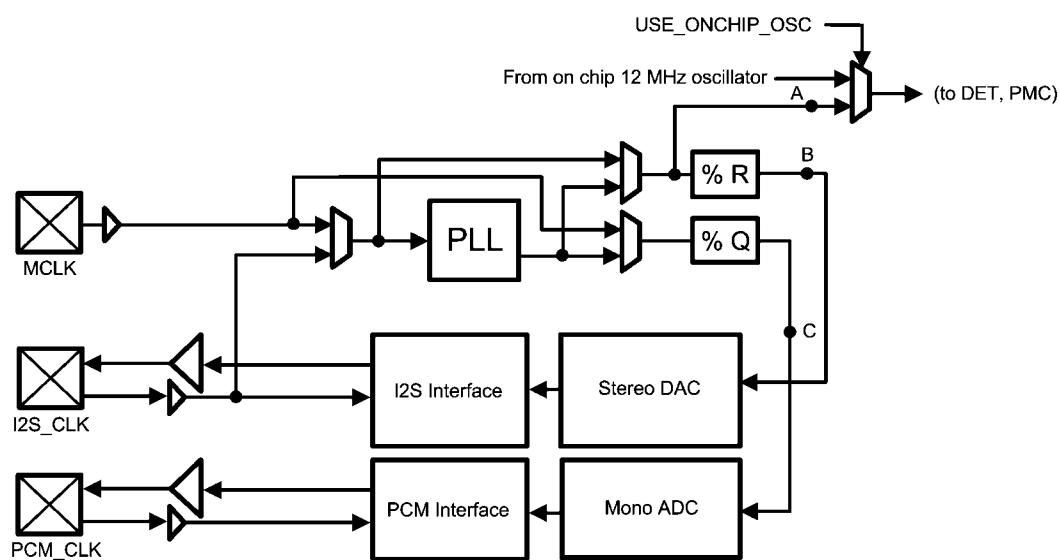 USE_ONCHIP_OSC
From on chip 12 MHz oscillator
(to DET, PMC)
A
B
% R
MCLK
PLL
% Q
C
I2S_CLK
I2S Interface
Stereo DAC
PCM_CLK
PCM Interface
Mono ADC